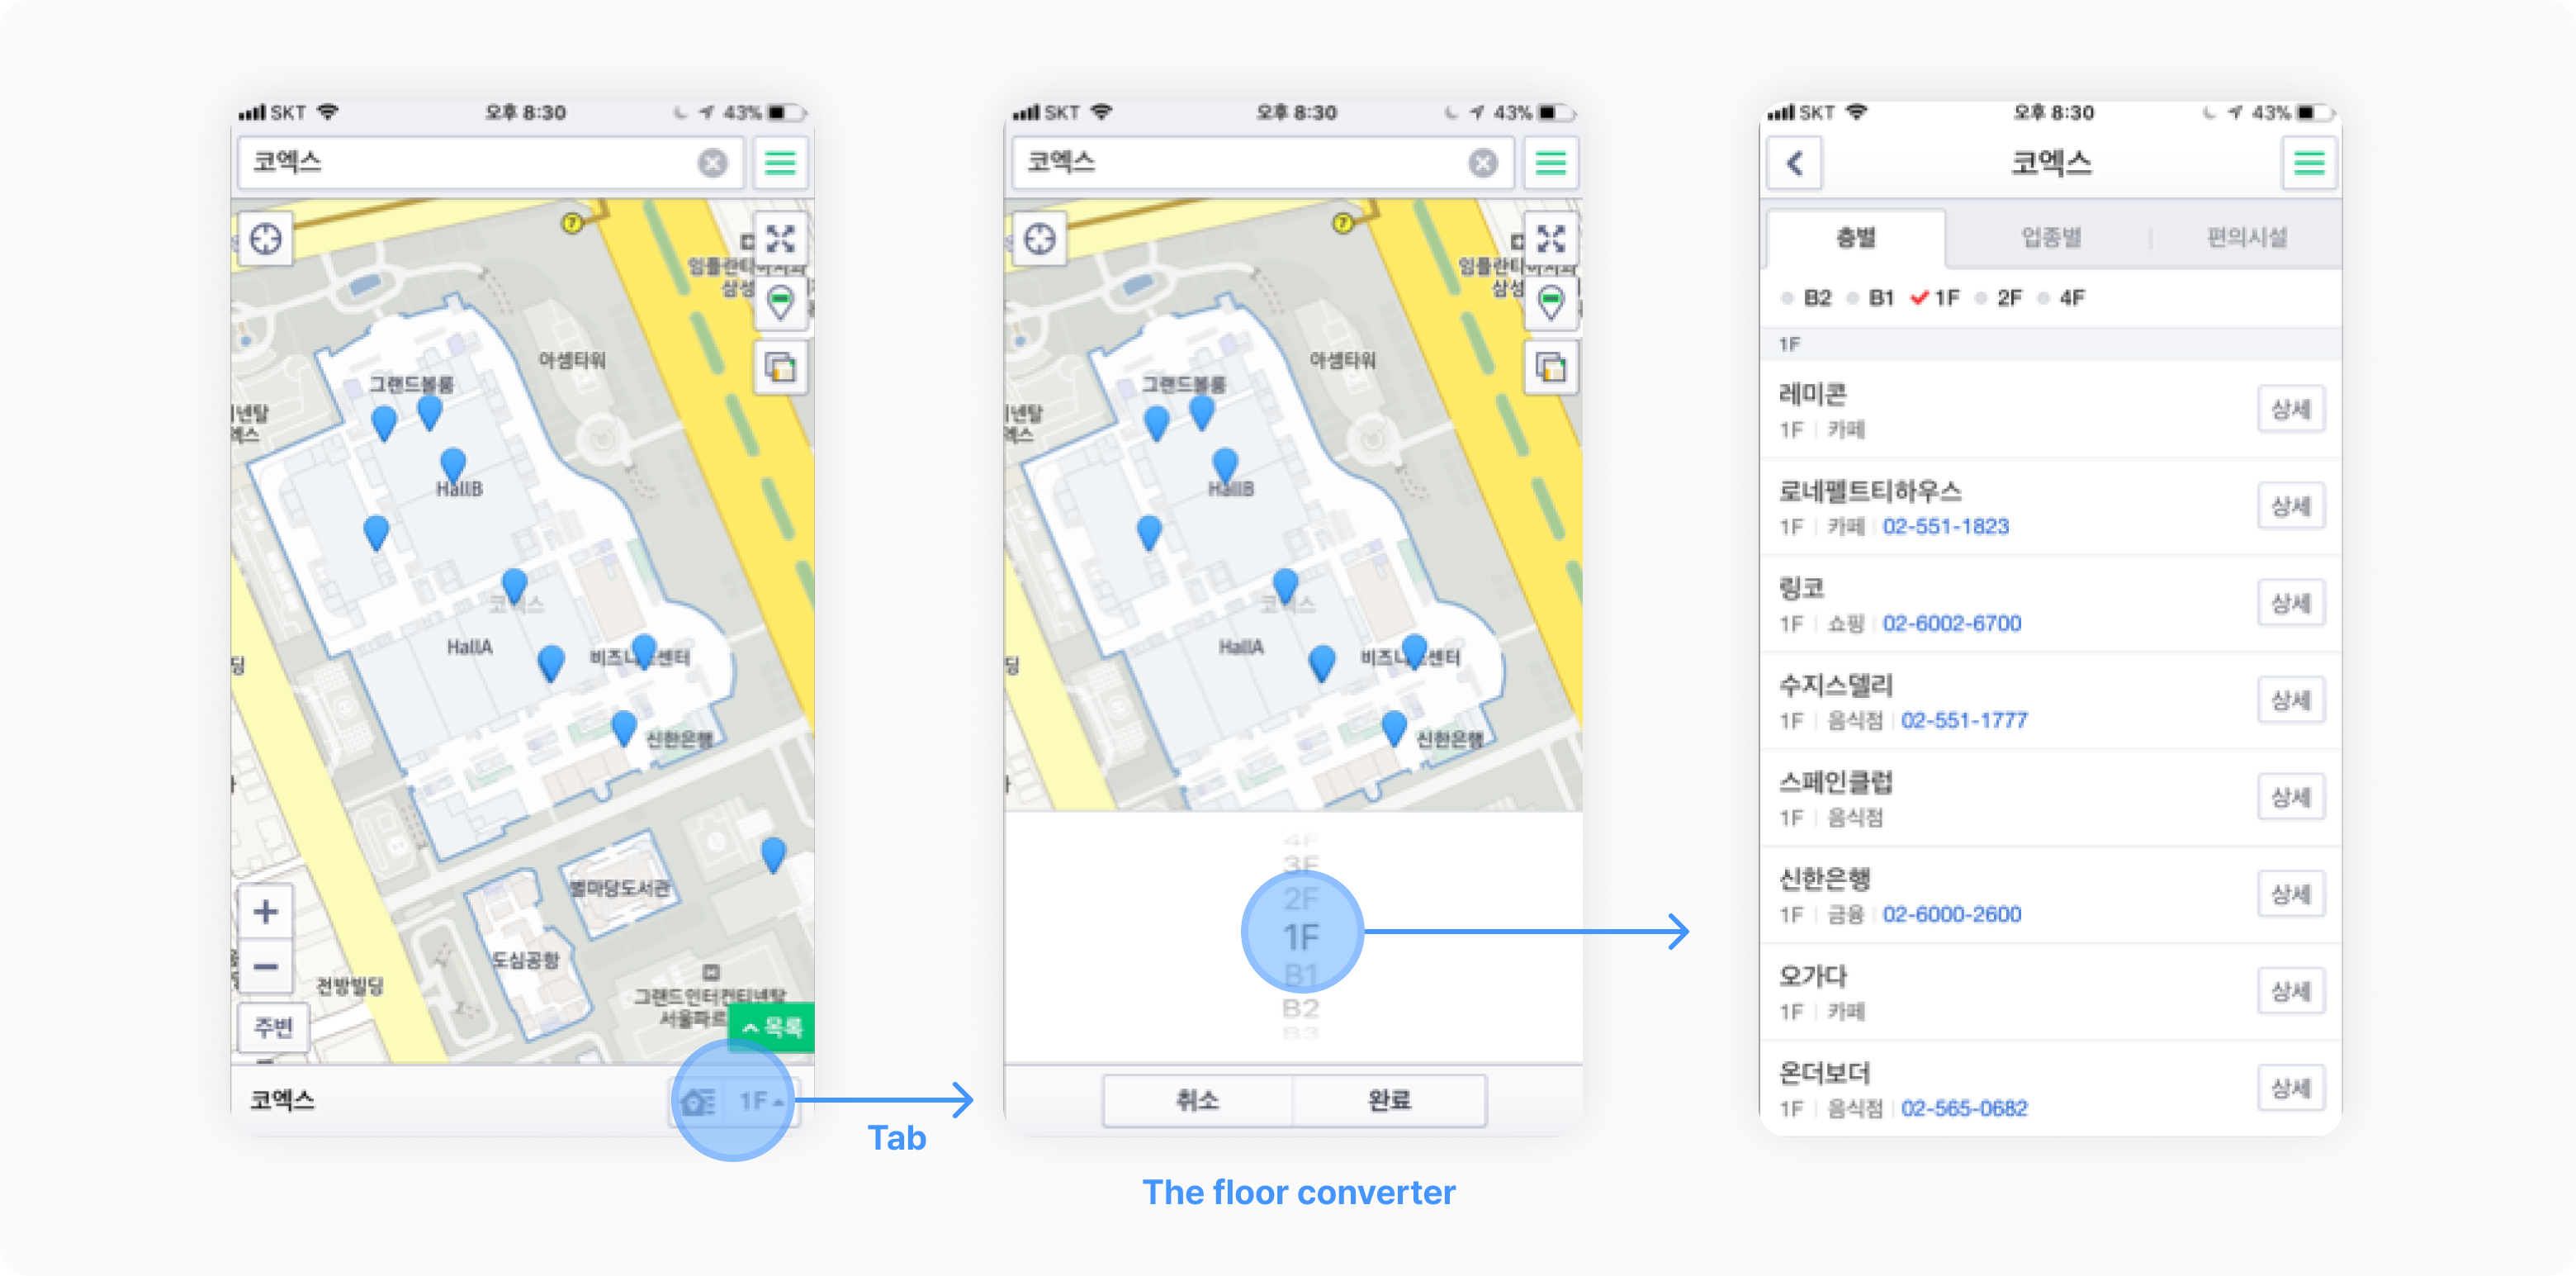 SKT
오후 8:30
43%
코엑스
7
아셈타워
그랜드볼룸
HallB
코엑스
HallA
비즈니스센터
신한은행
별마당도서관
도심공항
전방빌딩
그랜드인터컨티넨탈
서울파르
주변
목록
코엑스
1F
Tab
SKT
오후 8:30
43%
코엑스
7
아셈타워
그랜드볼룸
HallB
코엑스
HallA
비즈니스센터
신한은행
4F
3F
2F
1F
B1
B2
B3
취소
완료
The floor converter
SKT
오후 8:30
43%
코엑스
층별
업종별
편의시설
B2 B1 1F 2F 4F
1F
레미콘
1F 카페
상세
로네펠트티하우스
1F 카페 02-551-1823
상세
링코
1F 쇼핑 02-6002-6700
상세
수지스델리
1F 음식점 02-551-1777
상세
스페인클럽
1F 음식점
상세
신한은행
1F 금융 02-6000-2600
상세
오가다
1F 카페
상세
온더보더
1F 음식점 02-565-0682
상세